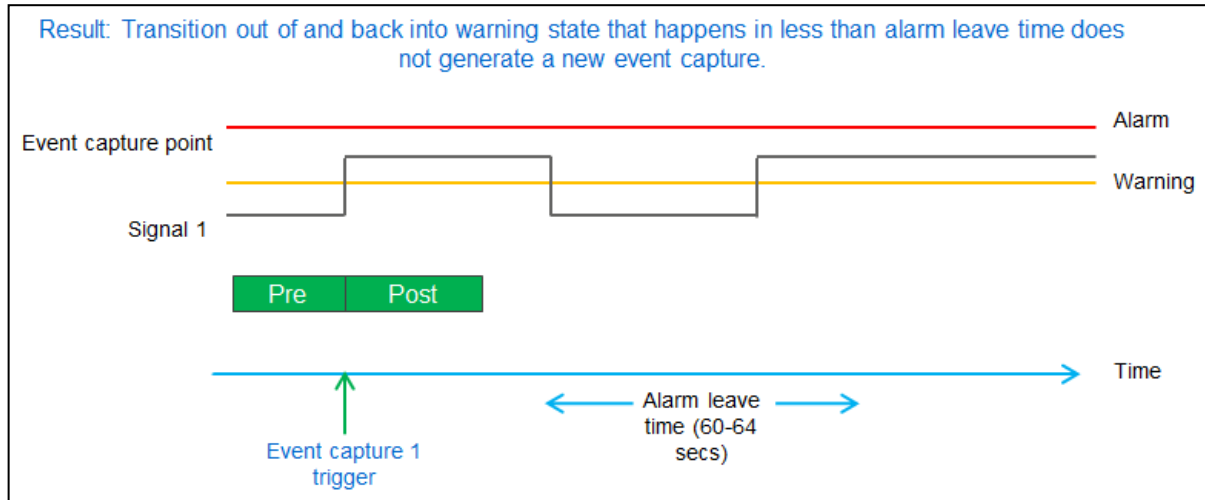 Result: Transition out of and back into warning state that happens in less than alarm leave time does
not generate a new event capture.
Alarm
Event capture point
Warning
Signal 1
Pre Post
Time
Alarm leave
time (60-64
secs)
Event capture 1
trigger